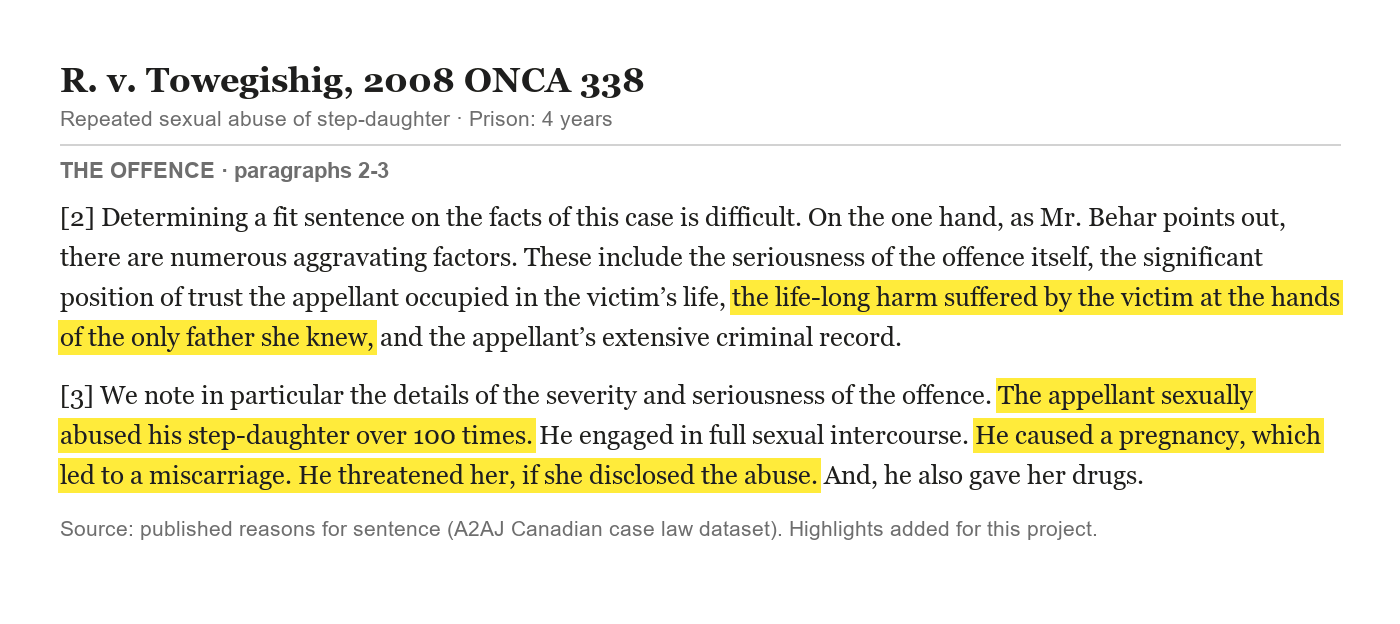 R. v. Towegishig, 2008 ONCA 338
Repeated sexual abuse of step-daughter · Prison: 4 years
THE OFFENCE · paragraphs 2-3
[2] Determining a fit sentence on the facts of this case is difficult. On the one hand, as Mr. Behar points out,
there are numerous aggravating factors. These include the seriousness of the offence itself, the significant
position of trust the appellant occupied in the victim’s life, the life-long harm suffered by the victim at the hands
of the only father she knew, and the appellant’s extensive criminal record.
[3] We note in particular the details of the severity and seriousness of the offence. The appellant sexually
abused his step-daughter over 100 times. He engaged in full sexual intercourse. He caused a pregnancy, which
led to a miscarriage. He threatened her, if she disclosed the abuse. And, he also gave her drugs.
Source: published reasons for sentence (A2AJ Canadian case law dataset). Highlights added for this project.